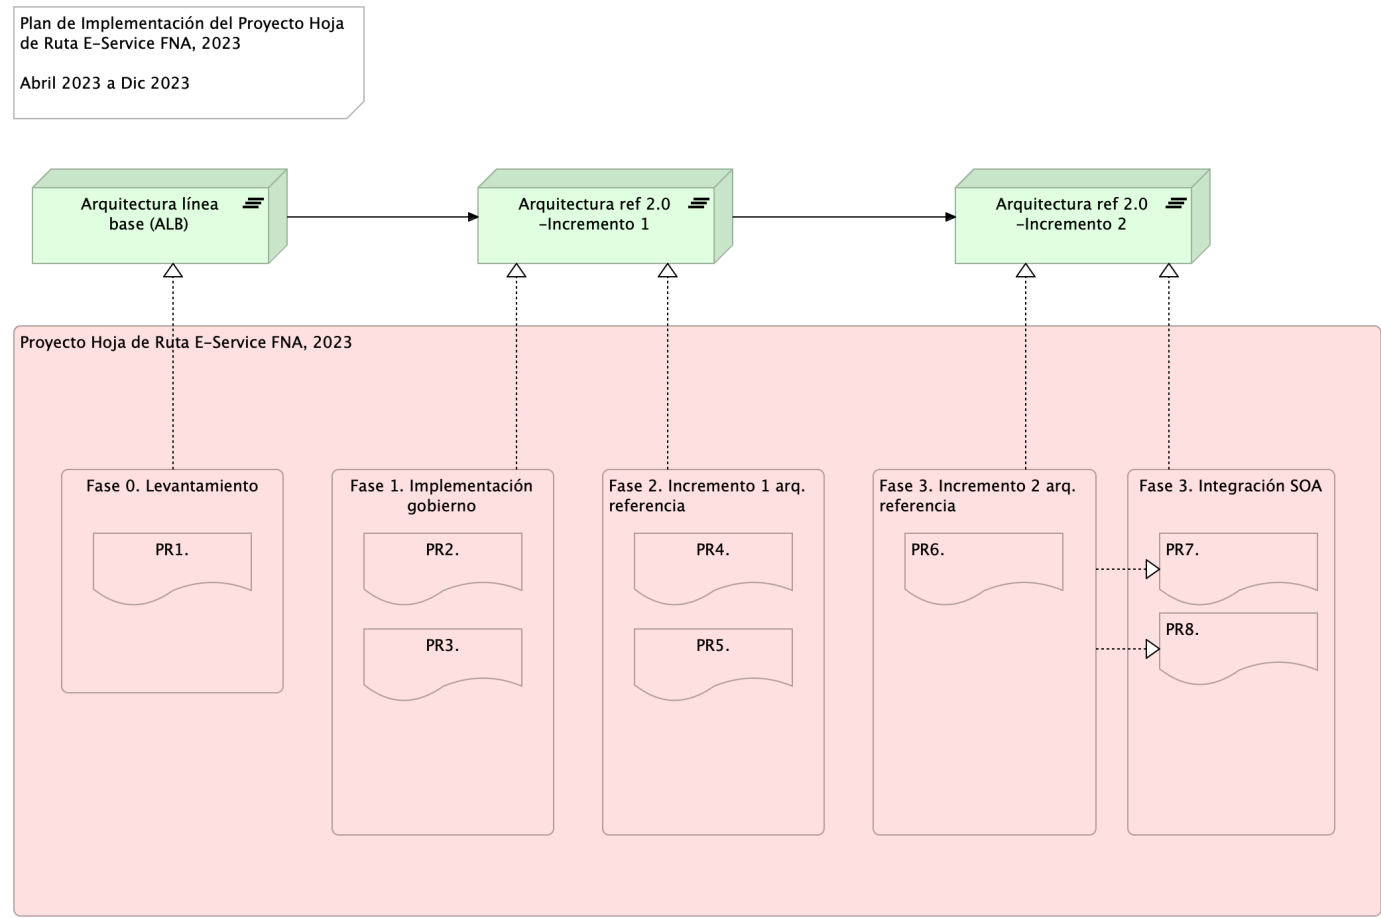 Plan de Implementación del Proyecto Hoja
de Ruta E-Service FNA, 2023
Abril 2023 a Dic 2023
Arquitectura línea
base (ALB)
Arquitectura ref 2.0
-Incremento 1
Arquitectura ref 2.0
-Incremento 2
Proyecto Hoja de Ruta E-Service FNA, 2023
Fase 0. Levantamiento
PR1.
Fase 1. Implementación
gobierno
PR2.
PR3.
Fase 2. Incremento 1 arq.
referencia
PR4.
PR5.
Fase 3. Incremento 2 arq.
referencia
PR6.
Fase 3. Integración SOA
PR7.
PR8.